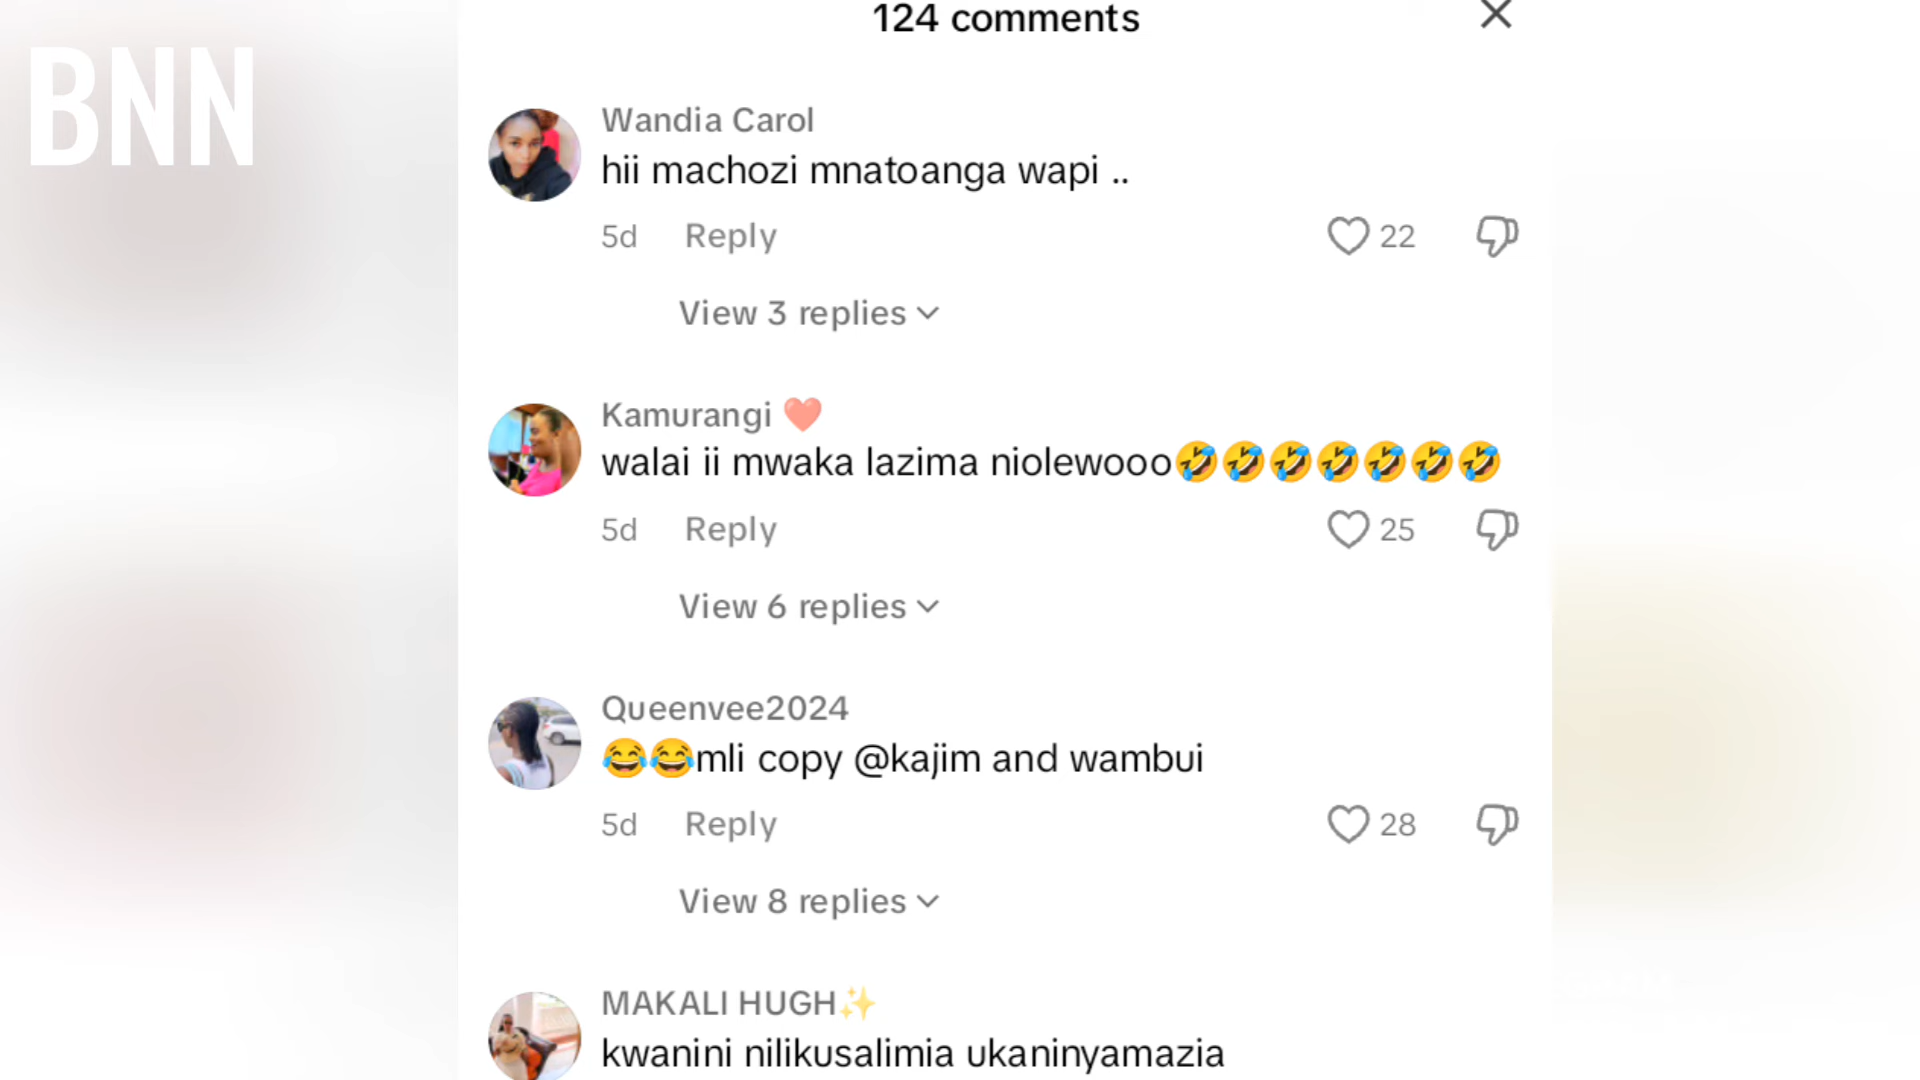 BNN
124 comments
Wandia Carol
hii machozi mnatoanga wapi ..
5d Reply 22
View 3 replies
Kamurangi 🩷
walai ii mwaka lazima niolewooo🤣🤣🤣🤣🤣🤣🤣
5d Reply 25
View 6 replies
Queenvee2024
😂😂mli copy @kajim and wambui
5d Reply 28
View 8 replies
MAKALI HUGH✨
kwanini nilikusalimia ukaninyamazia